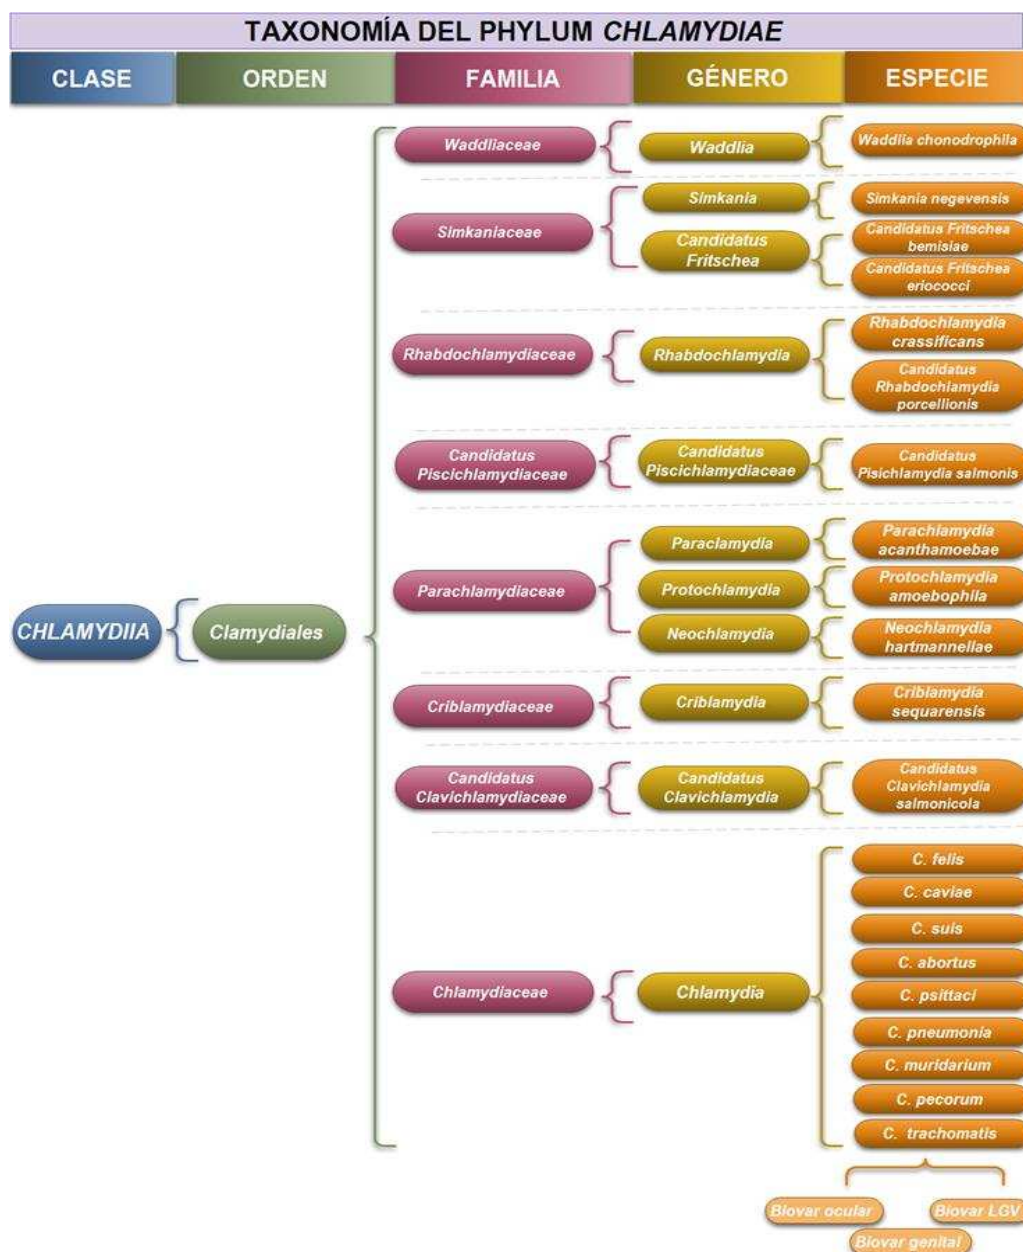 TAXONOMÍA DEL PHYLUM CHLAMYDIAE
CLASE
ORDEN
FAMILIA
GÉNERO
ESPECIE
Waddliaceae
Waddlia
Waddlia chonodrophila
Simkaniaceae
Simkania
Simkania negevensis
Candidatus
Fritschea
Candidatus Fritschea
bemisiae
Candidatus Fritschea
eriococci
Rhabdochlamydiaceae
Rhabdochlamydia
Rhabdochlamydia
crassificans
Candidatus
Rhabdochlamydia
porcellionis
Candidatus
Piscichlamydiaceae
Candidatus
Piscichlamydiaceae
Candidatus
Pisichlamydia salmonis
CHLAMYDIIA
Clamydiales
Parachlamydiaceae
Paraclamydia
Parachlamydia
acanthamoebae
Protochlamydia
Protochlamydia
amoebophila
Neochlamydia
Neochlamydia
hartmannellae
Criblamydiaceae
Criblamydia
Criblamydia
sequarensis
Candidatus
Clavichlamydiaceae
Candidatus
Clavichlamydia
Candidatus
Clavichlamydia
salmonicola
Chlamydiaceae
Chlamydia
C. felis
C. caviae
C. suis
C. abortus
C. psittaci
C. pneumonia
C. muridarium
C. pecorum
C. trachomatis
Biovar ocular
Biovar LGV
Biovar genital